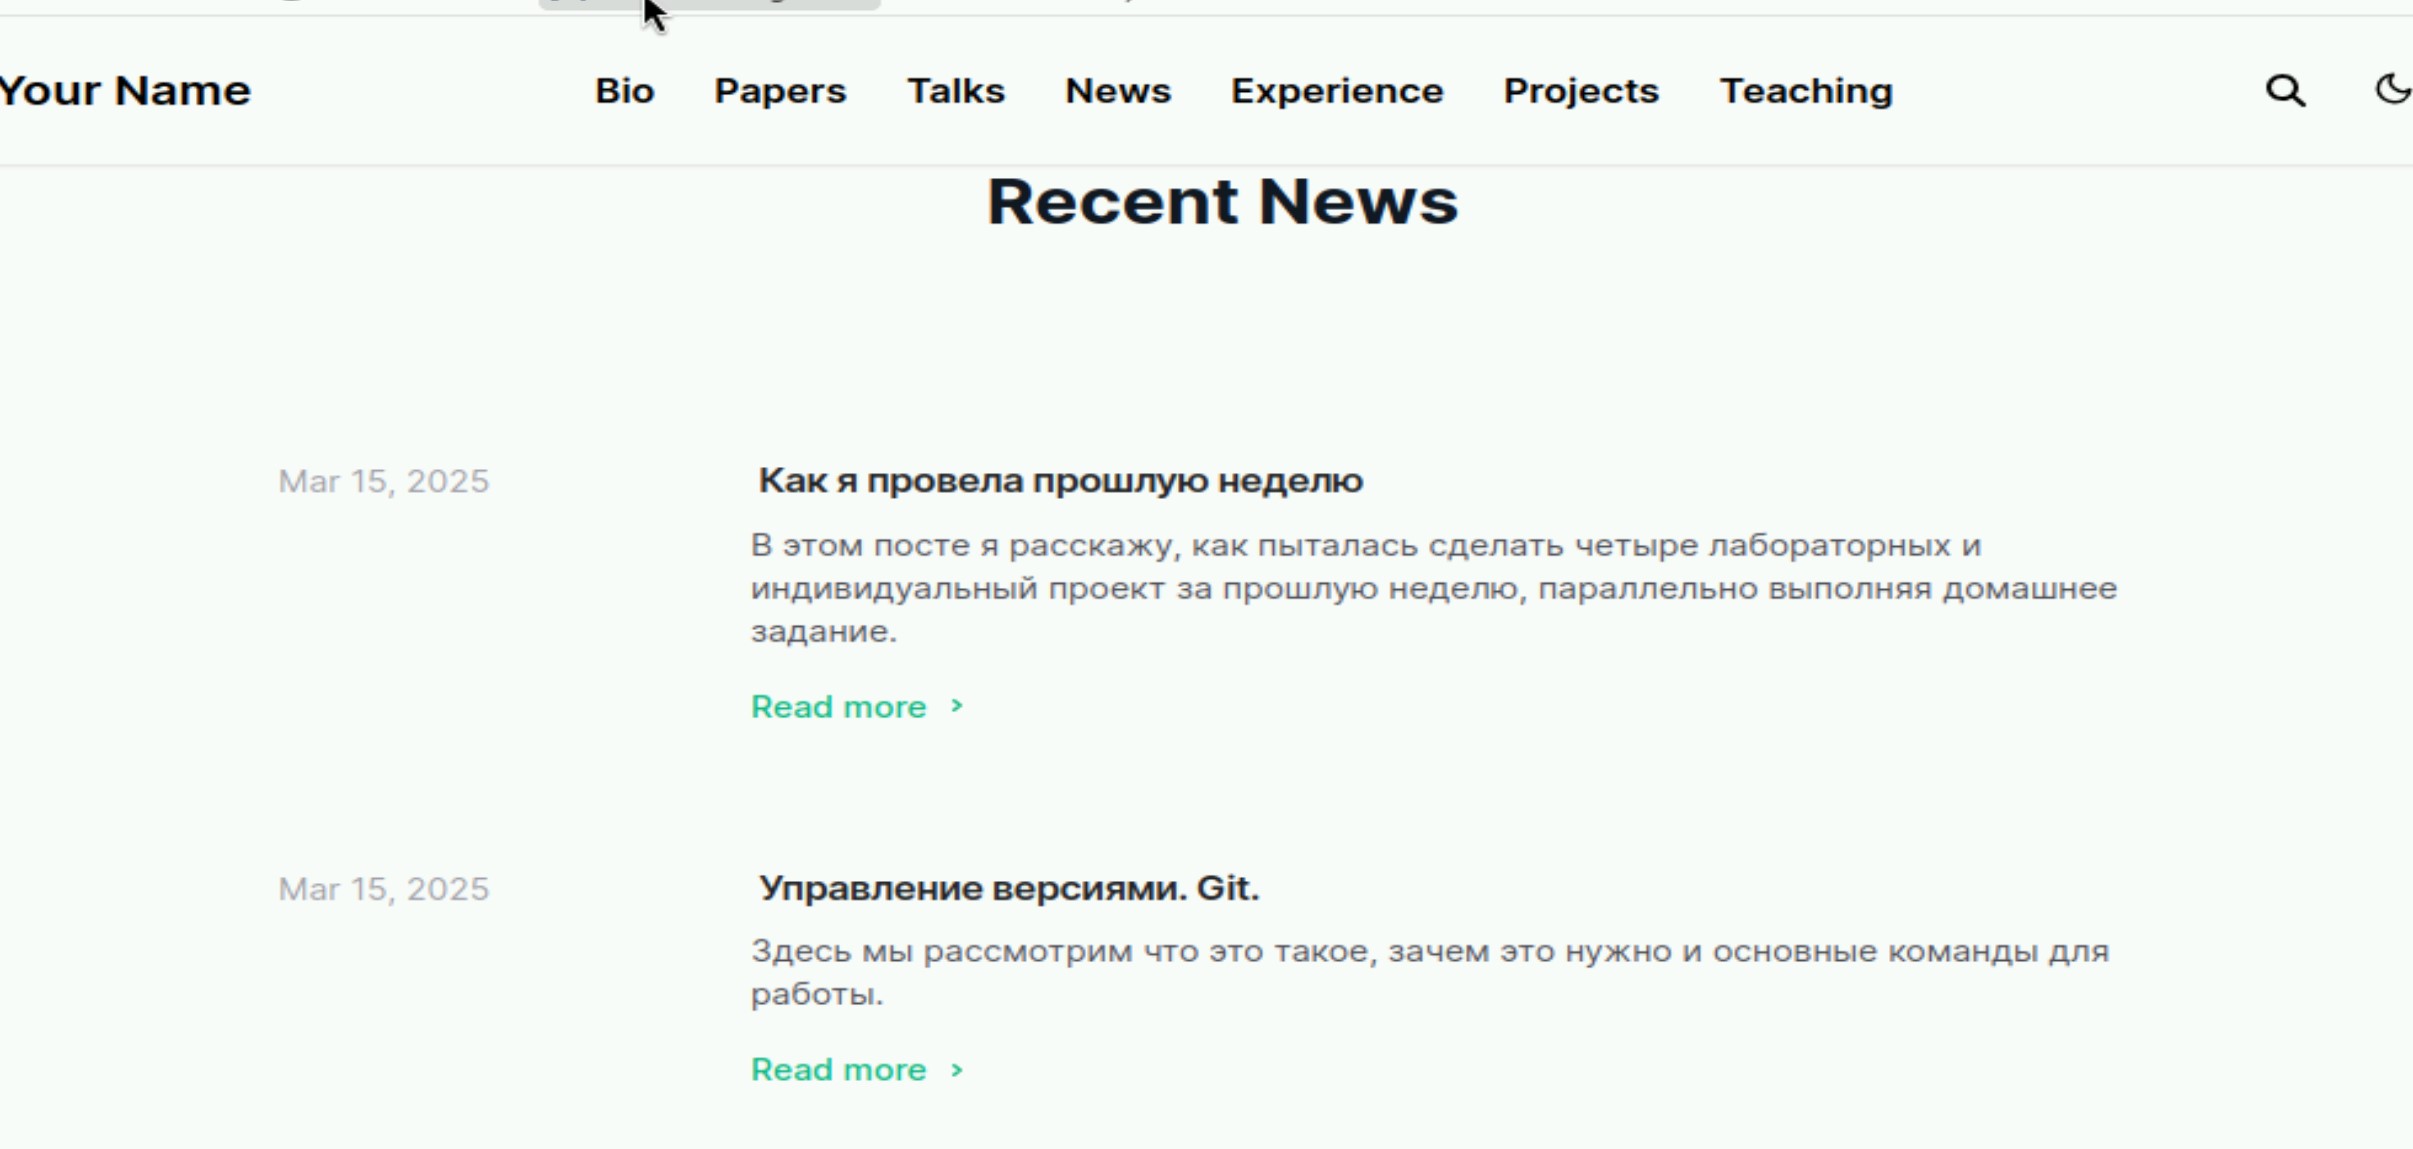 Your Name Bio Papers Talks News Experience Projects Teaching
Recent News
Mar 15, 2025
Как я провела прошлую неделю
В этом посте я расскажу, как пыталась сделать четыре лабораторных и
индивидуальный проект за прошлую неделю, параллельно выполняя домашнее
задание.
Read more
Mar 15, 2025
Управление версиями. Git.
Здесь мы рассмотрим что это такое, зачем это нужно и основные команды для
работы.
Read more